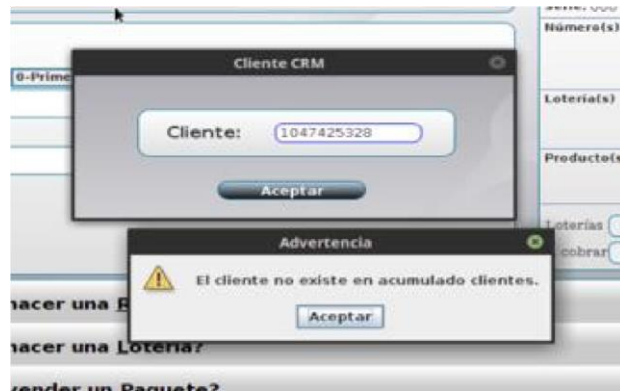 Número(s)
Cliente CRM
0-Prime
Lotería(s)
Cliente: 1047425328
Producto(s
Aceptar
Loterías
cobrar
Advertencia
El cliente no existe en acumulado clientes.
Aceptar
hacer una R
hacer una Lotería?
vender un Paquete?